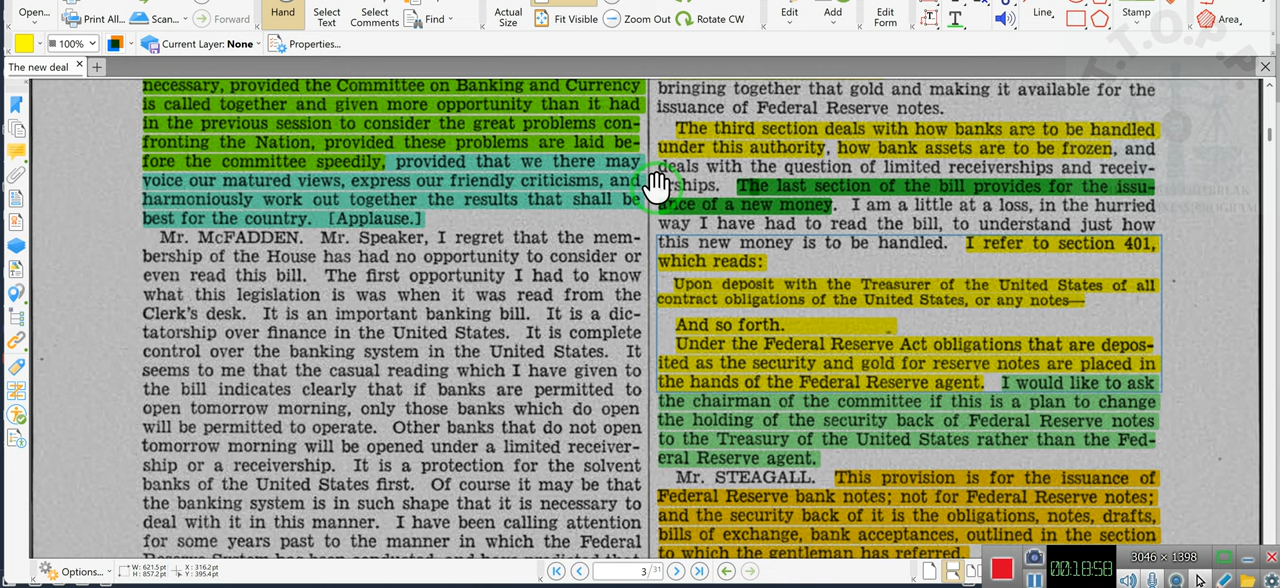 Open...
Print All...
Scan...
Forward
Hand
Select
Text
Select
Comments
Find
Actual
Size
Fit Visible
Zoom Out
Rotate CW
Edit
Add
Edit
Form
Line
Stamp
Area
100%
Current Layer: None
Properties...
The new deal
T.O.P.P.
necessary, provided the Committee on Banking and Currency
is called together and given more opportunity than it had
in the previous session to consider the great problems con-
fronting the Nation, provided these problems are laid be-
fore the committee speedily, provided that we there may
voice our matured views, express our friendly criticisms, and
harmoniously work out together the results that shall be
best for the country. [Applause.]
Mr. McFADDEN. Mr. Speaker, I regret that the mem-
bership of the House has had no opportunity to consider or
even read this bill. The first opportunity I had to know
what this legislation is was when it was read from the
Clerk's desk. It is an important banking bill. It is a dic-
tatorship over finance in the United States. It is complete
control over the banking system in the United States. It
seems to me that the casual reading which I have given to
the bill indicates clearly that if banks are permitted to
open tomorrow morning, only those banks which do open
will be permitted to operate. Other banks that do not open
tomorrow morning will be opened under a limited receiver-
ship or a receivership. It is a protection for the solvent
banks of the United States first. Of course it may be that
the banking system is in such shape that it is necessary to
deal with it in this manner. I have been calling attention
for some years past to the manner in which the Federal
bringing together that gold and making it available for the
issuance of Federal Reserve notes.
The third section deals with how banks are to be handled
under this authority, how bank assets are to be frozen, and
deals with the question of limited receiverships and receiv-
erships. The last section of the bill provides for the issu-
ance of a new money. I am a little at a loss, in the hurried
way I have had to read the bill, to understand just how
this new money is to be handled. I refer to section 401,
which reads:
Upon deposit with the Treasurer of the United States of all
contract obligations of the United States, or any notes—
And so forth.
Under the Federal Reserve Act obligations that are depos-
ited as the security and gold for reserve notes are placed in
the hands of the Federal Reserve agent. I would like to ask
the chairman of the committee if this is a plan to change
the holding of the security back of Federal Reserve notes
to the Treasury of the United States rather than the Fed-
eral Reserve agent.
Mr. STEAGALL. This provision is for the issuance of
Federal Reserve bank notes; not for Federal Reserve notes;
and the security back of it is the obligations, notes, drafts,
bills of exchange, bank acceptances, outlined in the section
to which the gentleman has referred.
Options...
W: 621.5pt
H: 857.2pt
X: 316.2pt
Y: 395.4pt
3 / 31
00:18:58
3046 × 1398